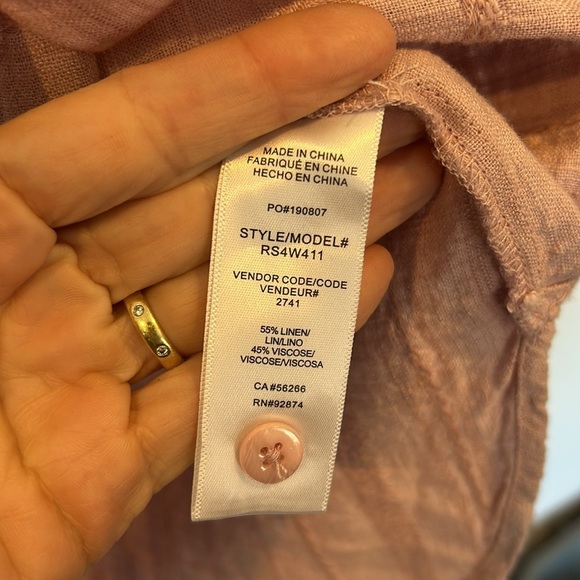 MADE IN CHINA
FABRIQUÉ EN CHINE
HECHO EN CHINA
PO#190807
STYLE/MODEL#
RS4W411
VENDOR CODE/CODE
VENDEUR#
2741
55% LINEN/
LIN/LINO
45% VISCOSE/
VISCOSE/VISCOSA
CA#56266
RN#92874